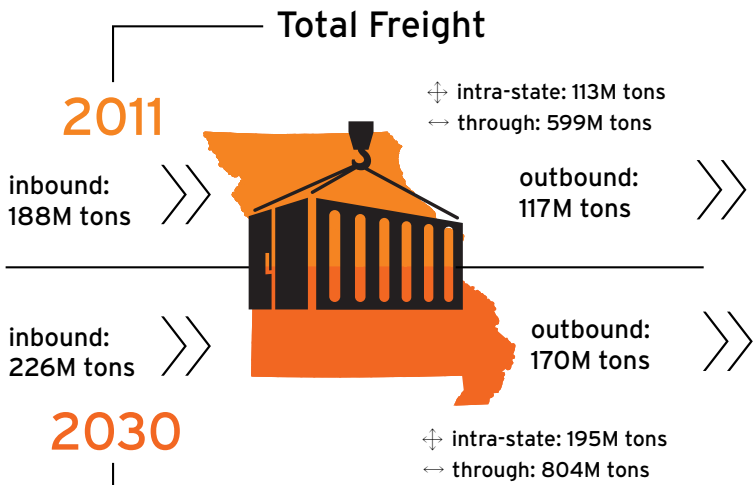 Total Freight
2011
intra-state: 113M tons
through: 599M tons
inbound:
188M tons
outbound:
117M tons
inbound:
226M tons
outbound:
170M tons
2030
intra-state: 195M tons
through: 804M tons